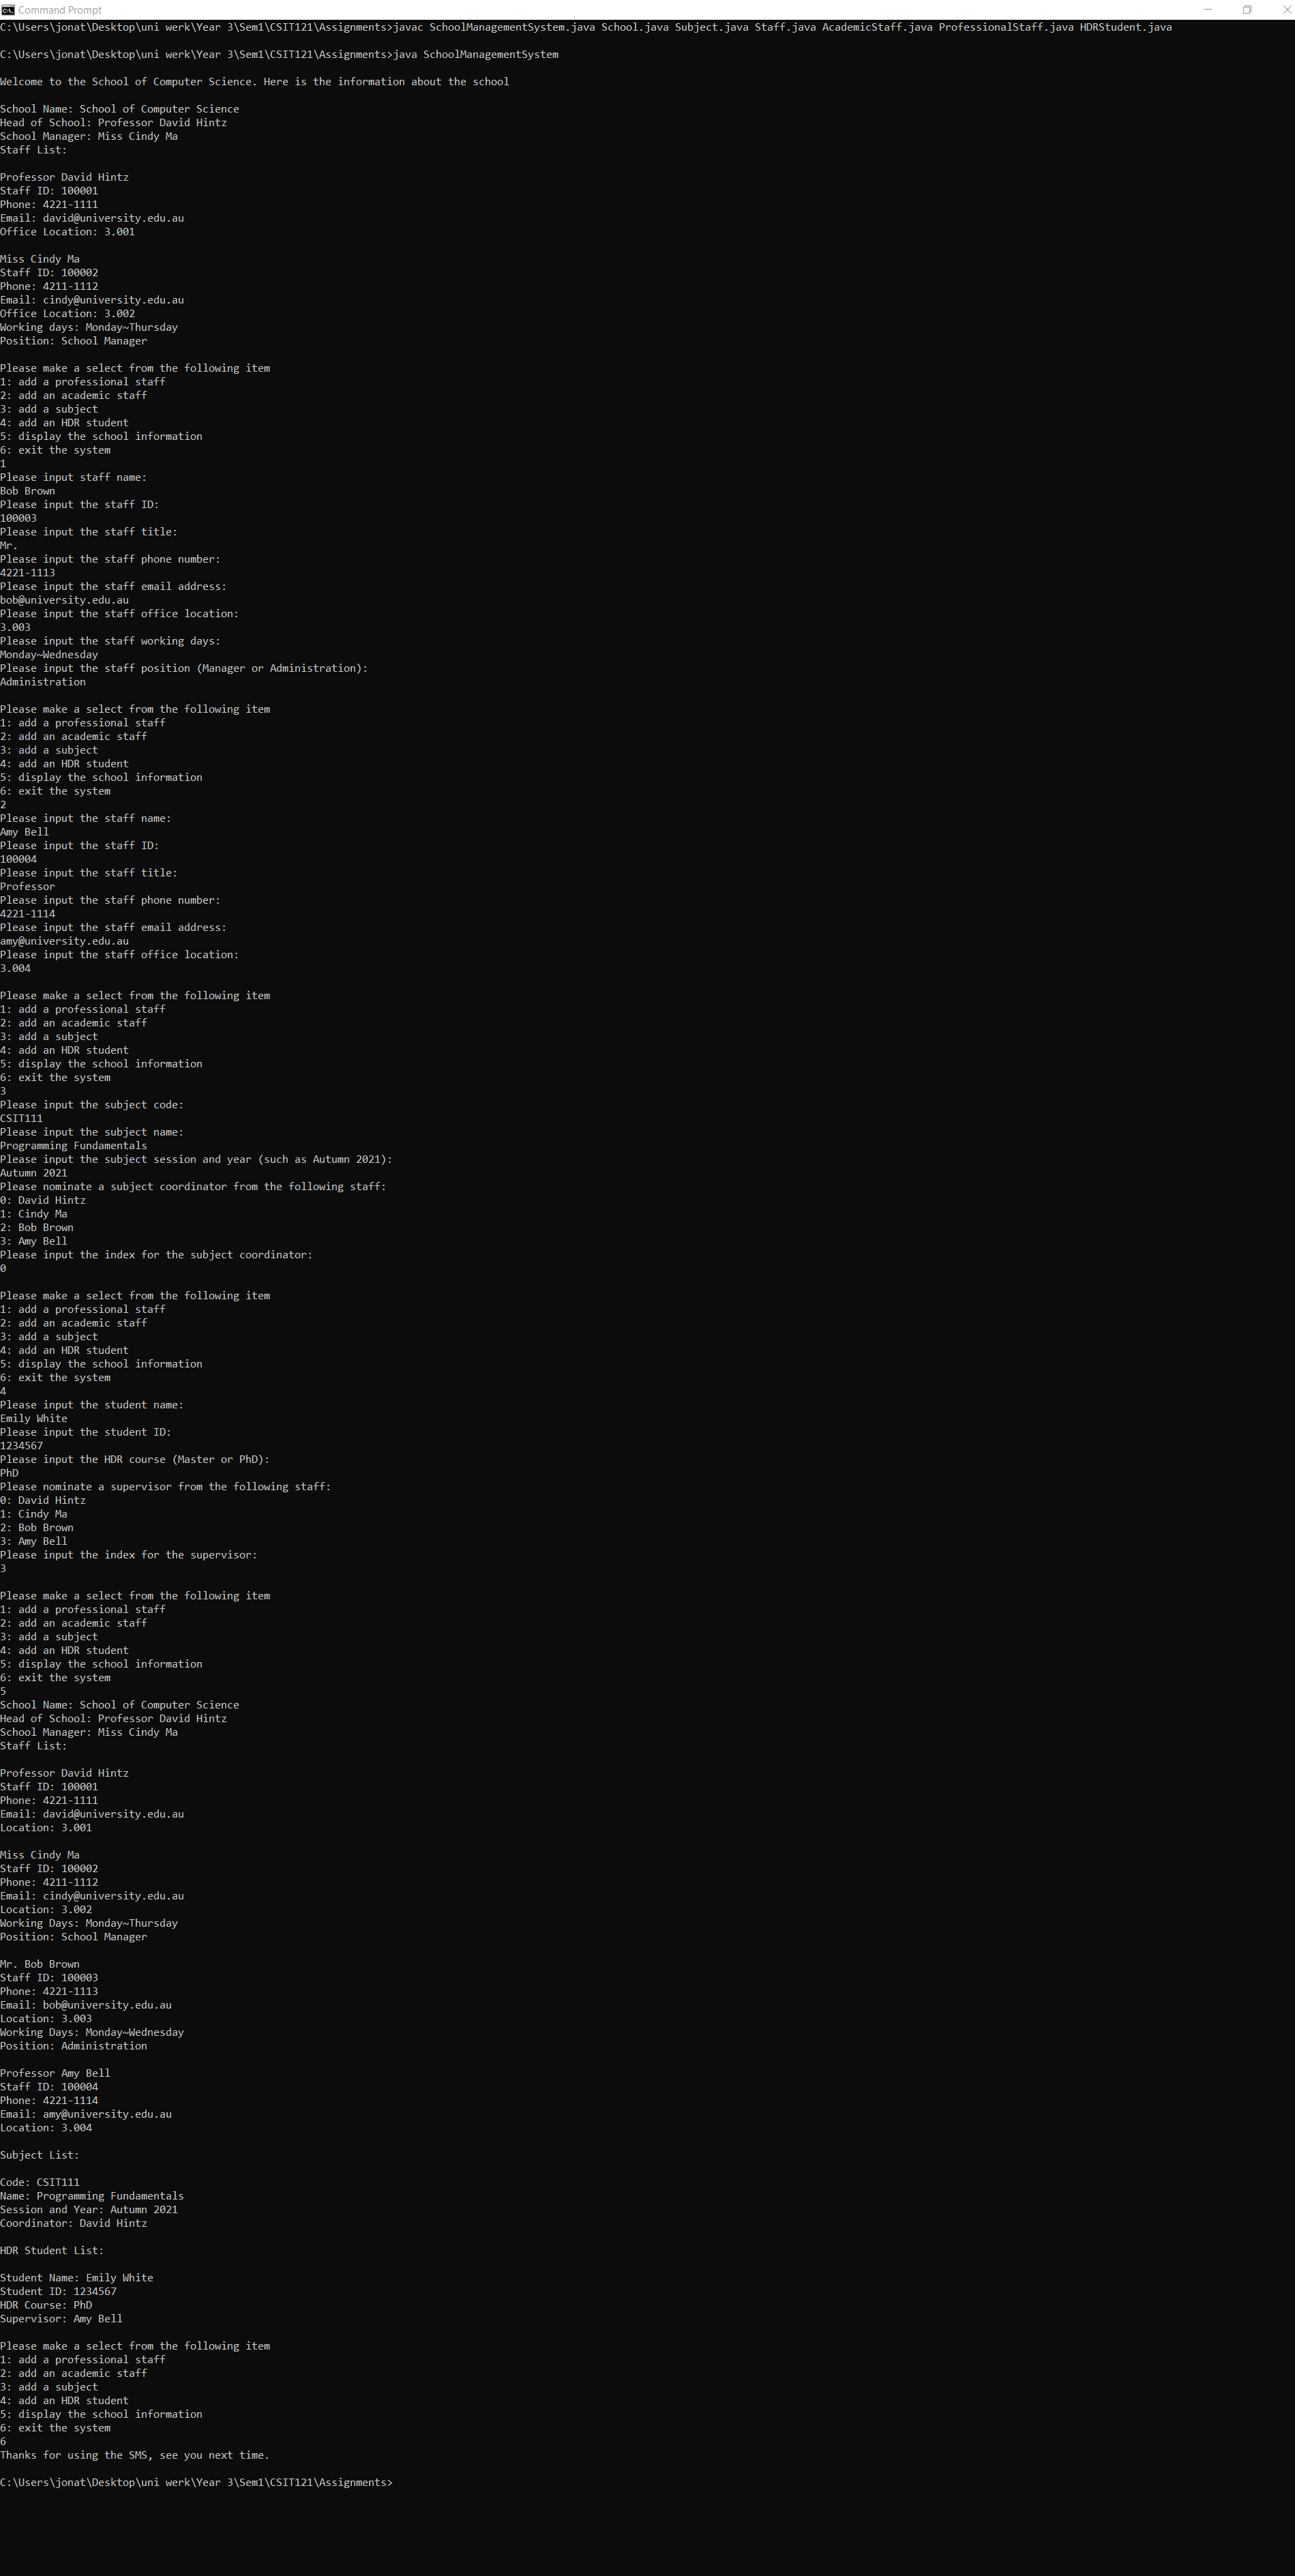 Command Prompt
C:\Users\jonat\Desktop\uni werk\Year 3\Sem1\CSIT121\Assignments>javac SchoolManagementSystem.java School.java Subject.java Staff.java AcademicStaff.java ProfessionalStaff.java HDRStudent.java
C:\Users\jonat\Desktop\uni werk\Year 3\Sem1\CSIT121\Assignments>java SchoolManagementSystem
Welcome to the School of Computer Science. Here is the information about the school
School Name: School of Computer Science
Head of School: Professor David Hintz
School Manager: Miss Cindy Ma
Staff List:
Professor David Hintz
Staff ID: 100001
Phone: 4221-1111
Email: david@university.edu.au
Office Location: 3.001
Miss Cindy Ma
Staff ID: 100002
Phone: 4211-1112
Email: cindy@university.edu.au
Office Location: 3.002
Working days: Monday~Thursday
Position: School Manager
Please make a select from the following item
1: add a professional staff
2: add an academic staff
3: add a subject
4: add an HDR student
5: display the school information
6: exit the system
1
Please input staff name:
Bob Brown
Please input the staff ID:
100003
Please input the staff title:
Mr.
Please input the staff phone number:
4221-1113
Please input the staff email address:
bob@university.edu.au
Please input the staff office location:
3.003
Please input the staff working days:
Monday~Wednesday
Please input the staff position (Manager or Administration):
Administration
Please make a select from the following item
1: add a professional staff
2: add an academic staff
3: add a subject
4: add an HDR student
5: display the school information
6: exit the system
2
Please input the staff name:
Amy Bell
Please input the staff ID:
100004
Please input the staff title:
Professor
Please input the staff phone number:
4221-1114
Please input the staff email address:
amy@university.edu.au
Please input the staff office location:
3.004
Please make a select from the following item
1: add a professional staff
2: add an academic staff
3: add a subject
4: add an HDR student
5: display the school information
6: exit the system
3
Please input the subject code:
CSIT111
Please input the subject name:
Programming Fundamentals
Please input the subject session and year (such as Autumn 2021):
Autumn 2021
Please nominate a subject coordinator from the following staff:
0: David Hintz
1: Cindy Ma
2: Bob Brown
3: Amy Bell
Please input the index for the subject coordinator:
0
Please make a select from the following item
1: add a professional staff
2: add an academic staff
3: add a subject
4: add an HDR student
5: display the school information
6: exit the system
4
Please input the student name:
Emily White
Please input the student ID:
1234567
Please input the HDR course (Master or PhD):
PhD
Please nominate a supervisor from the following staff:
0: David Hintz
1: Cindy Ma
2: Bob Brown
3: Amy Bell
Please input the index for the supervisor:
3
Please make a select from the following item
1: add a professional staff
2: add an academic staff
3: add a subject
4: add an HDR student
5: display the school information
6: exit the system
5
School Name: School of Computer Science
Head of School: Professor David Hintz
School Manager: Miss Cindy Ma
Staff List:
Professor David Hintz
Staff ID: 100001
Phone: 4221-1111
Email: david@university.edu.au
Location: 3.001
Miss Cindy Ma
Staff ID: 100002
Phone: 4211-1112
Email: cindy@university.edu.au
Location: 3.002
Working Days: Monday~Thursday
Position: School Manager
Mr. Bob Brown
Staff ID: 100003
Phone: 4221-1113
Email: bob@university.edu.au
Location: 3.003
Working Days: Monday~Wednesday
Position: Administration
Professor Amy Bell
Staff ID: 100004
Phone: 4221-1114
Email: amy@university.edu.au
Location: 3.004
Subject List:
Code: CSIT111
Name: Programming Fundamentals
Session and Year: Autumn 2021
Coordinator: David Hintz
HDR Student List:
Student Name: Emily White
Student ID: 1234567
HDR Course: PhD
Supervisor: Amy Bell
Please make a select from the following item
1: add a professional staff
2: add an academic staff
3: add a subject
4: add an HDR student
5: display the school information
6: exit the system
6
Thanks for using the SMS, see you next time.
C:\Users\jonat\Desktop\uni werk\Year 3\Sem1\CSIT121\Assignments>